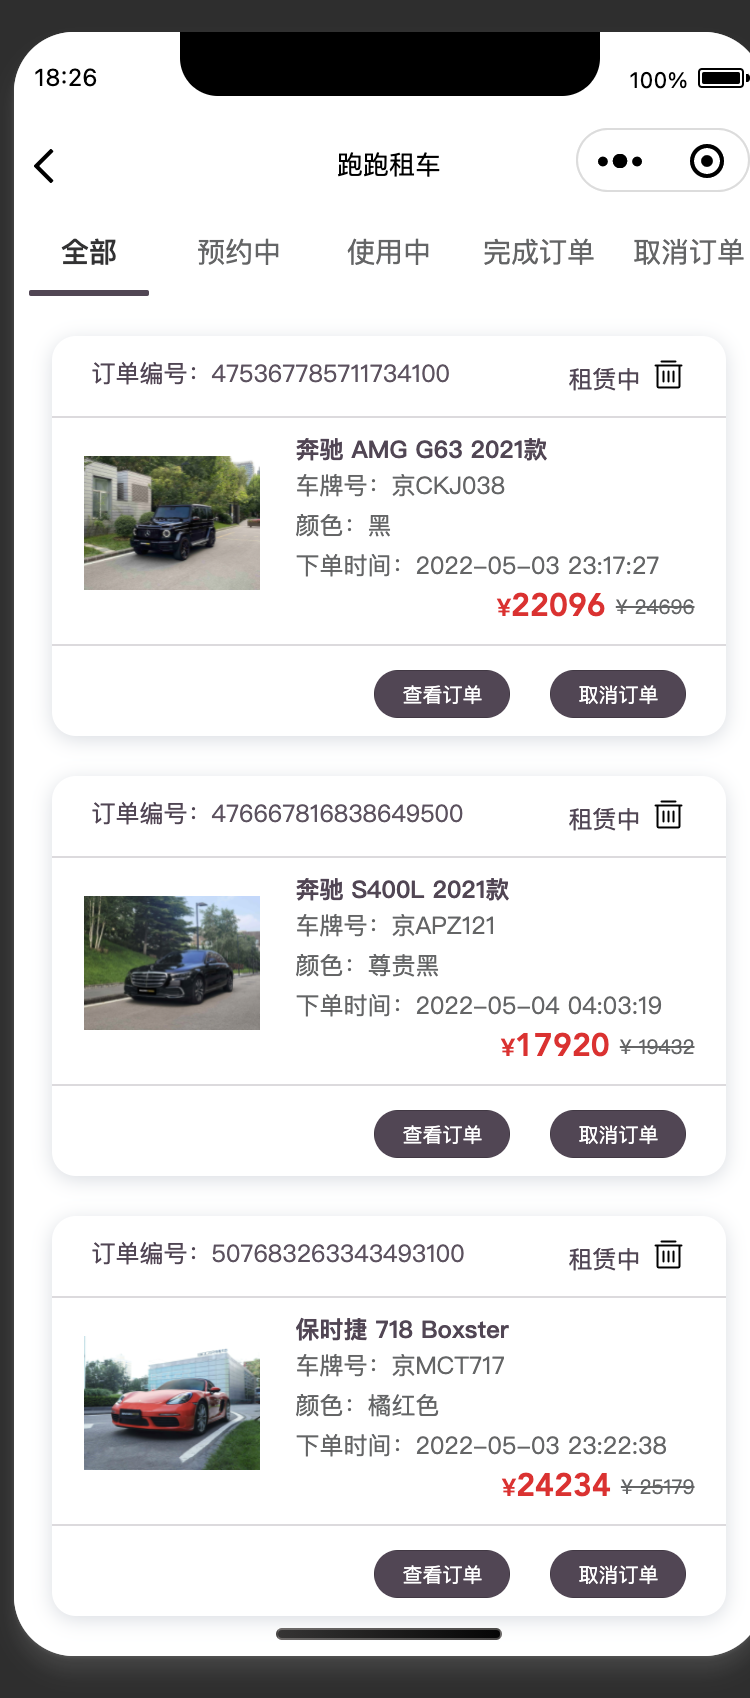 18:26
100%
跑跑租车
全部 预约中 使用中 完成订单 取消订单
订单编号：475367785711734100 租赁中
奔驰 AMG G63 2021款
车牌号：京CKJ038
颜色：黑
下单时间：2022-05-03 23:17:27
¥22096 ¥ 24696
查看订单 取消订单
订单编号：476667816838649500 租赁中
奔驰 S400L 2021款
车牌号：京APZ121
颜色：尊贵黑
下单时间：2022-05-04 04:03:19
¥17920 ¥ 19432
查看订单 取消订单
订单编号：507683263343493100 租赁中
保时捷 718 Boxster
车牌号：京MCT717
颜色：橘红色
下单时间：2022-05-03 23:22:38
¥24234 ¥ 25179
查看订单 取消订单